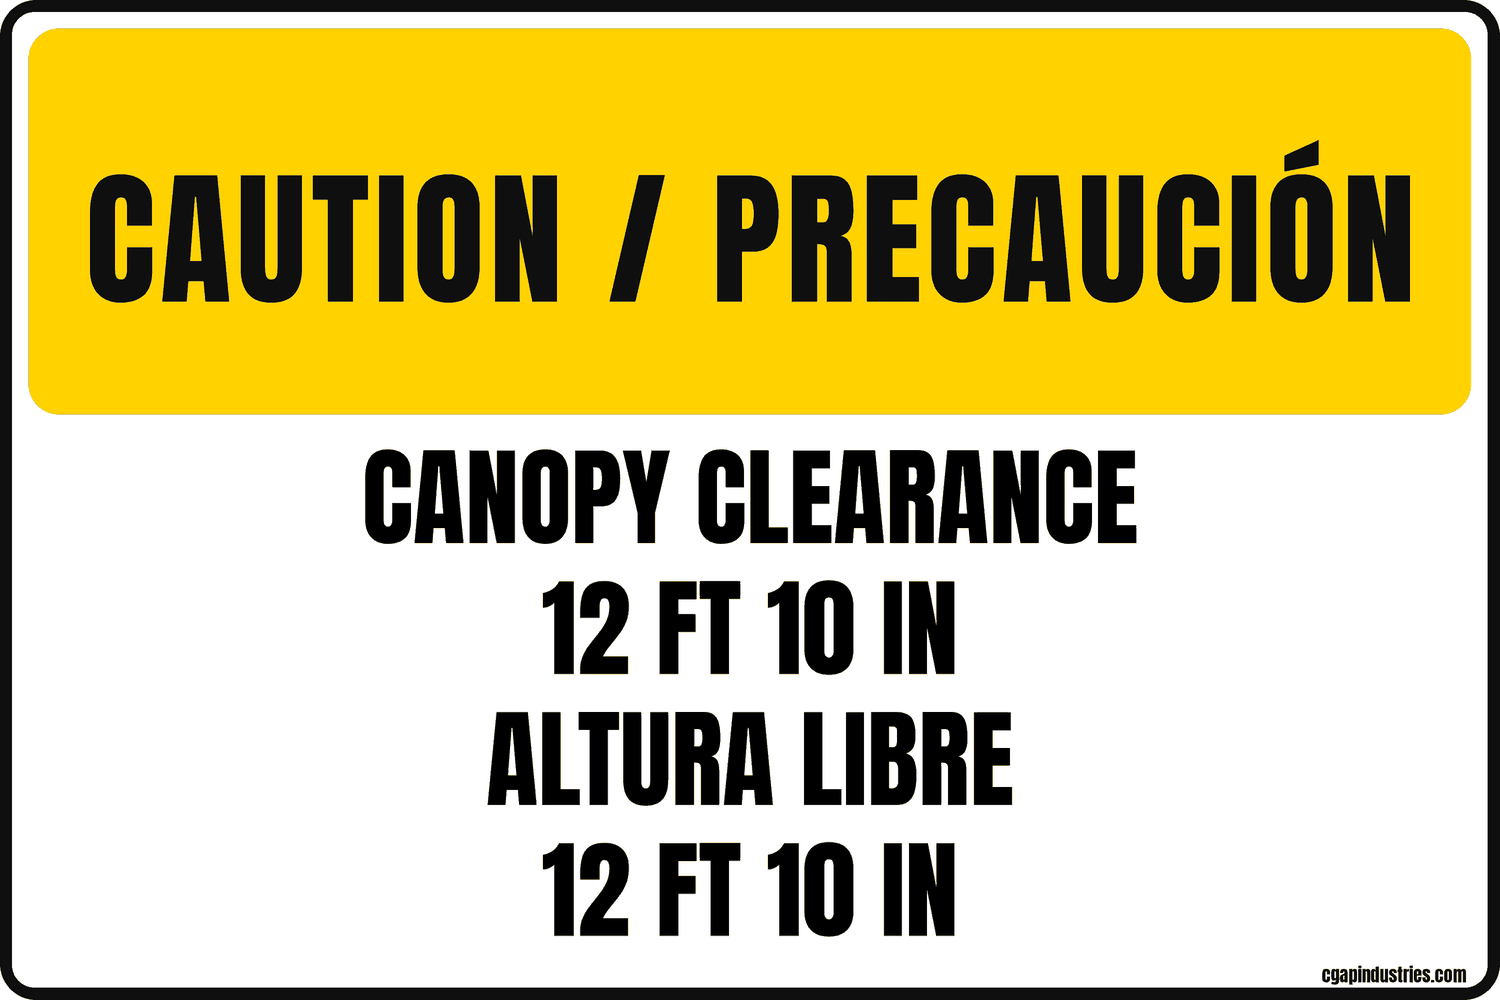 CAUTION / PRECAUCIÓN
CANOPY CLEARANCE
12 FT 10 IN
ALTURA LIBRE
12 FT 10 IN
cgapindustries.com